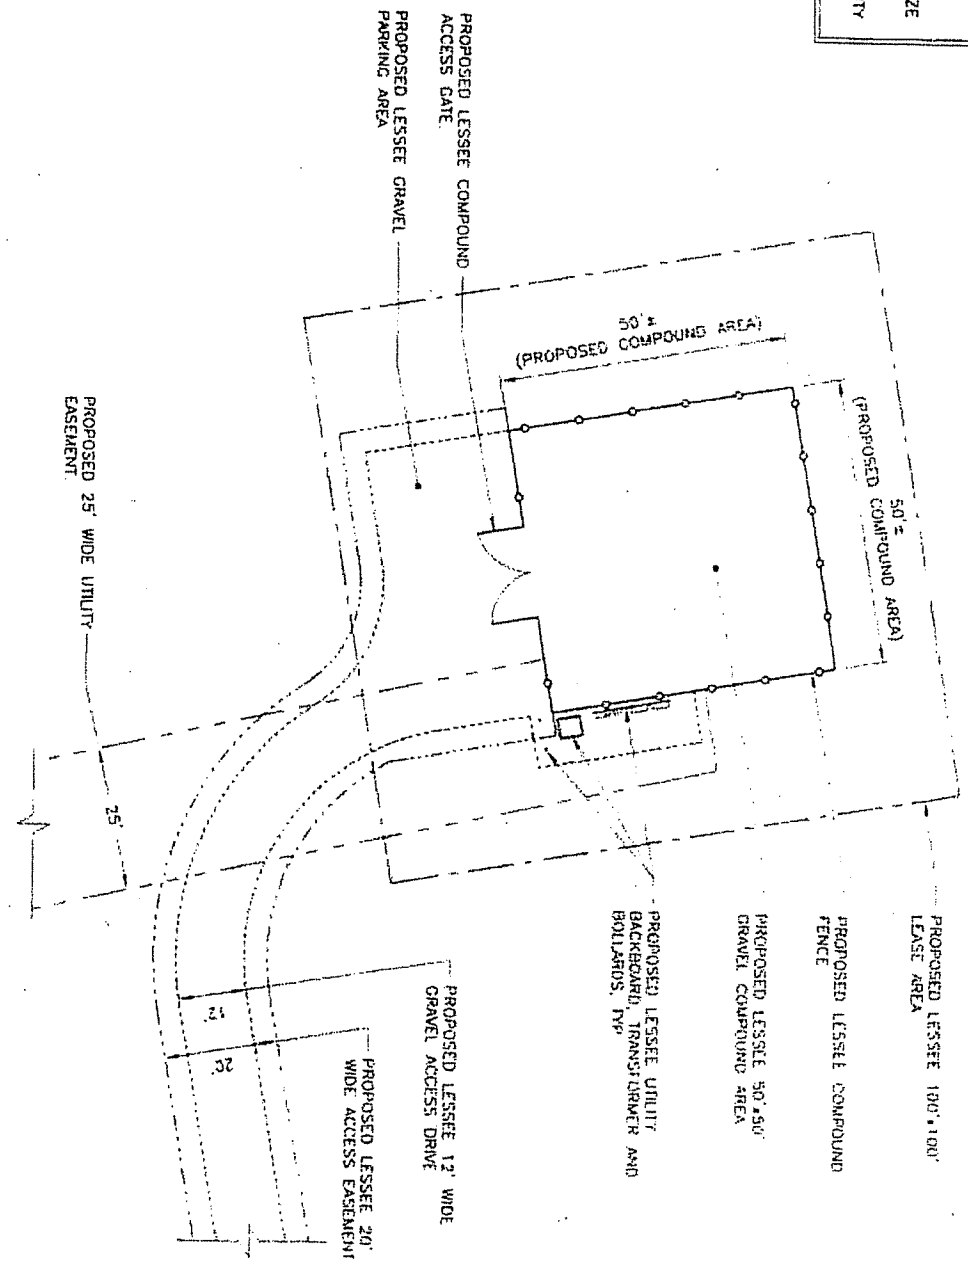 ZE
TY
PROPOSED LESSEE COMPOUND
ACCESS GATE.
PROPOSED LESSEE GRAVEL
PARKING AREA
50'±
(PROPOSED COMPOUND AREA)
50'±
(PROPOSED COMPOUND AREA)
PROPOSED 25' WIDE UTILITY
EASEMENT.
25'
PROPOSED LESSEE 100'x100'
LEASE AREA
PROPOSED LESSEE COMPOUND
FENCE
PROPOSED LESSEE 50'x50'
GRAVEL COMPOUND AREA
PROPOSED LESSEE UTILITY
BACKBOARD, TRANSFORMER AND
BOLLARDS, TYP.
PROPOSED LESSEE 12' WIDE
GRAVEL ACCESS DRIVE
12'
20'
PROPOSED LESSEE 20'
WIDE ACCESS EASEMENT